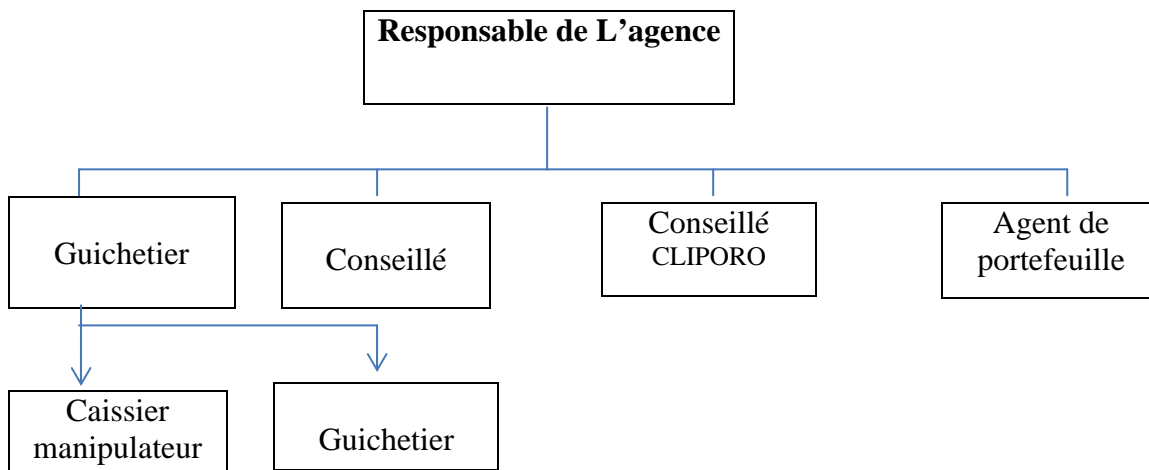 Responsable de L’agence
Guichetier
Conseillé
Conseillé
CLIPORO
Agent de
portefeuille
Caissier
manipulateur
Guichetier